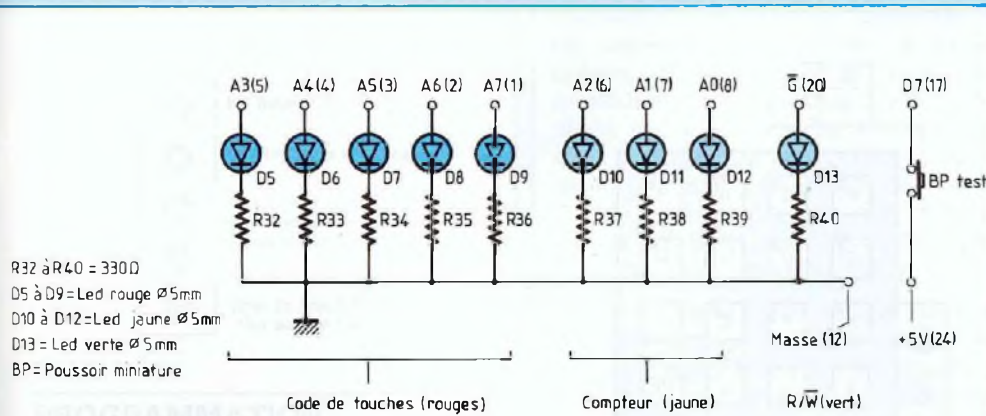 A3(5) A4(4) A5(3) A6(2) A7(1) A2(6) A1(7) A0(8) G̅(20) D7(17)
D5 D6 D7 D8 D9 D10 D11 D12 D13 BP test
R32 R33 R34 R35 R36 R37 R38 R39 R40
R32 à R40 = 330Ω
D5 à D9 = Led rouge Ø5mm
D10 à D12 = Led jaune Ø5mm
D13 = Led verte Ø5mm
BP = Poussoir miniature
Masse (12) +5V(24)
Code de touches (rouges) Compteur (jaune) R/W̅(vert)